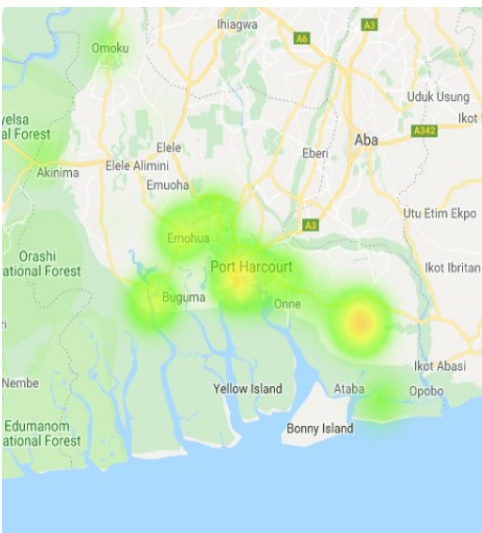 Ihiagwa
A3
A6
Omoku
Uduk Usung
yelsa
al Forest
Ikot I
A342
Aba
Elele
Eberi
Elele Alimini
Akinima
Emuoha
Utu Etim Ekpo
A3
Emohua
Orashi
ational Forest
Port Harcourt
Ikot Ibritan
Buguma
Onne
ri
Ikot Abasi
Nembe
Yellow Island
Ataba
Opobo
Edumanom
ational Forest
Bonny Island